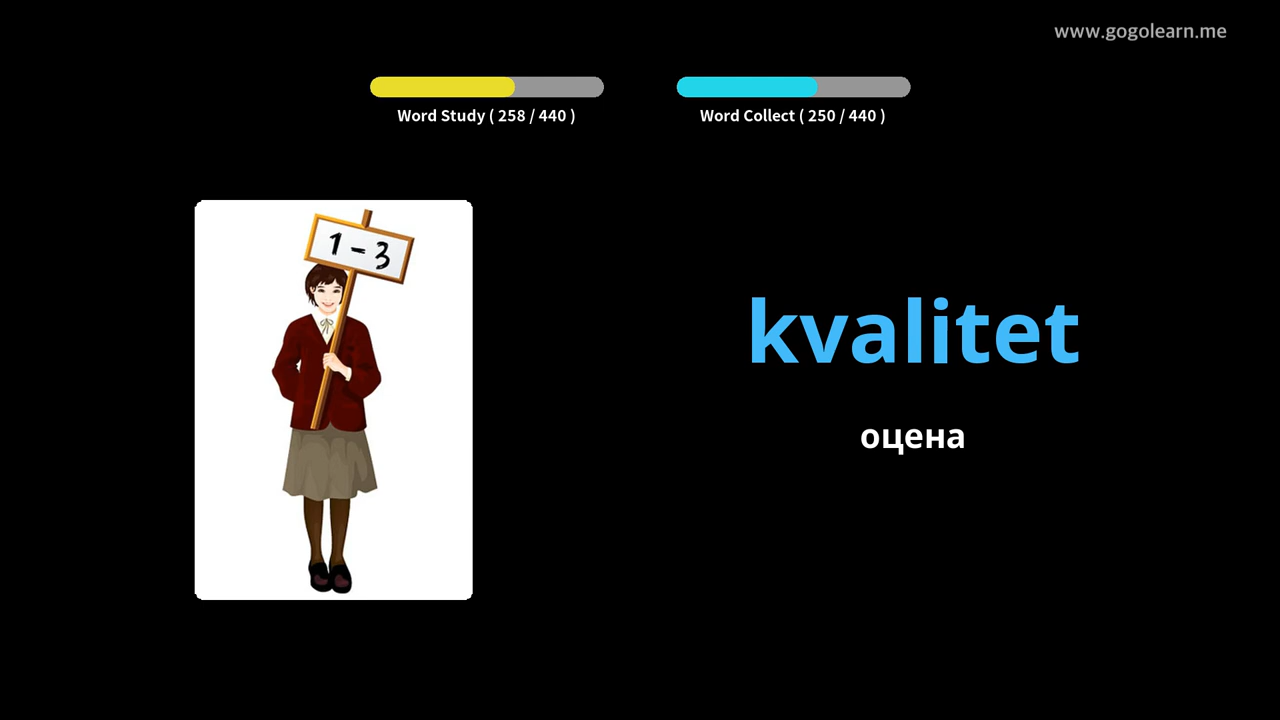 www.gogolearn.me
Word Study ( 258 / 440 )
Word Collect ( 250 / 440 )
1 - 3
kvalitet
оцена